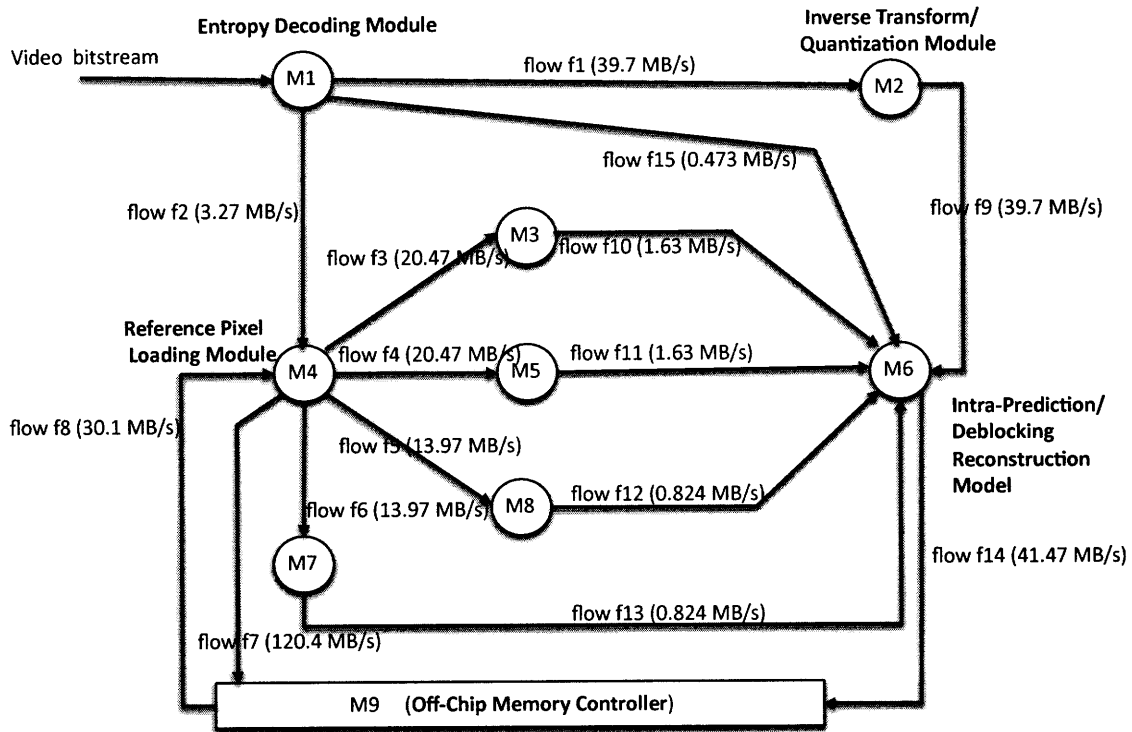 Entropy Decoding Module
Inverse Transform/
Quantization Module
Video bitstream
M1
flow f1 (39.7 MB/s)
M2
flow f15 (0.473 MB/s)
flow f2 (3.27 MB/s)
flow f9 (39.7 MB/s)
M3
flow f3 (20.47 MB/s)
flow f10 (1.63 MB/s)
Reference Pixel
Loading Module
M4
flow f4 (20.47 MB/s)
M5
flow f11 (1.63 MB/s)
M6
flow f8 (30.1 MB/s)
Intra-Prediction/
Deblocking
Reconstruction
Model
flow f5 (13.97 MB/s)
flow f6 (13.97 MB/s)
M8
flow f12 (0.824 MB/s)
M7
flow f14 (41.47 MB/s)
flow f13 (0.824 MB/s)
flow f7 (120.4 MB/s)
M9 (Off-Chip Memory Controller)